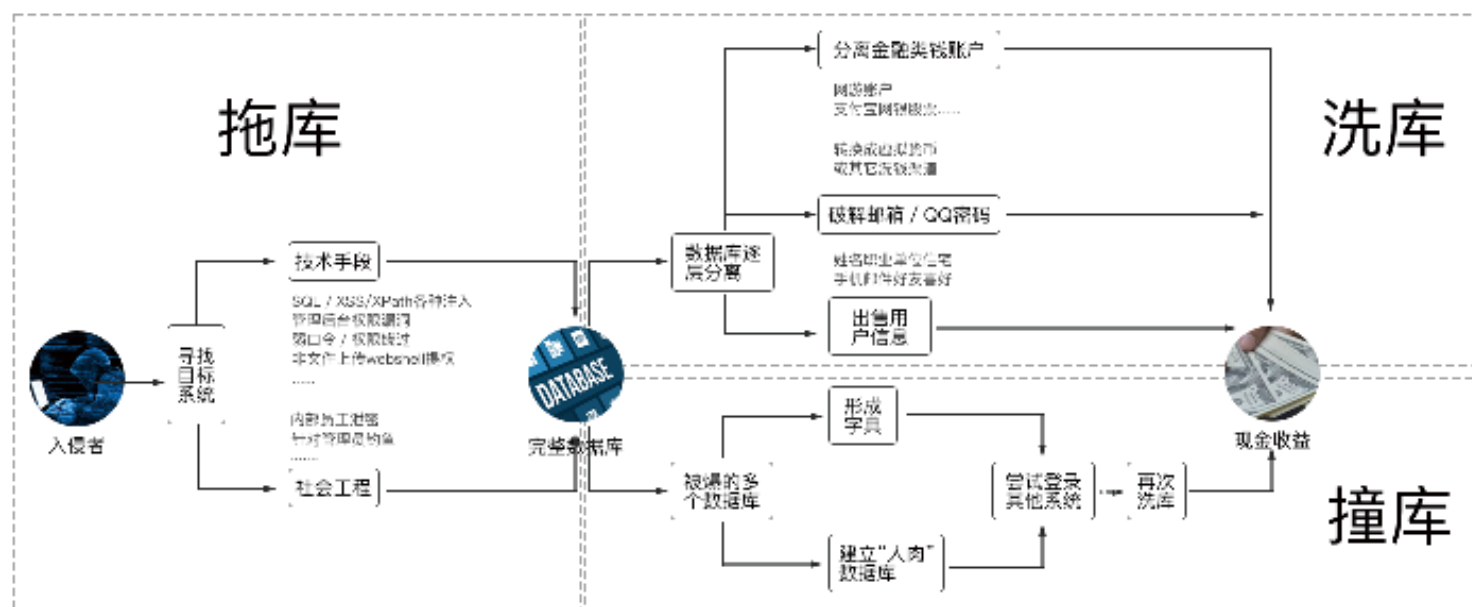 拖库
入侵者
寻找
目标
系统
技术手段
SQL / XSS/XPath各种注入
管理后台权限漏洞
弱口令 / 权限绕过
非文件上传webshell提权
......
内部员工泄密
针对管理员钓鱼
.......
社会工程
DATABASE
完整数据库
洗库
数据库逐
层分离
分离金融类钱账户
网游账户
支付宝网银股票......
转换成虚拟货币
或其它洗钱渠道
破解邮箱 / QQ密码
姓名职业单位住宅
手机邮件好友喜好
出售用
户信息
现金收益
撞库
被爆的多
个数据库
形成
字典
建立“人肉”
数据库
尝试登录
其他系统
再次
洗库